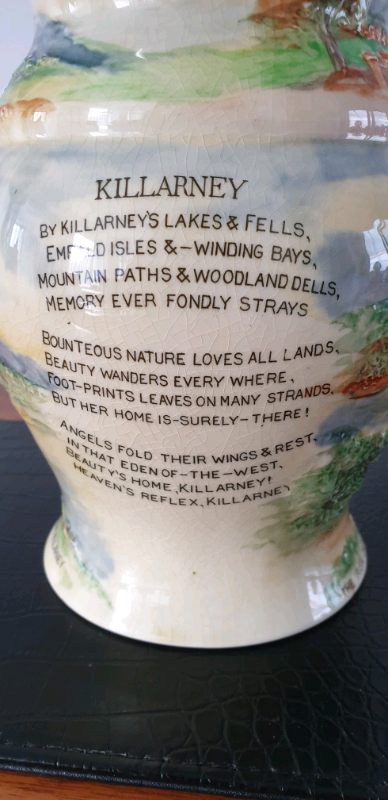 KILLARNEY
BY KILLARNEY'S LAKES & FELLS,
EMERALD ISLES &-WINDING BAYS,
MOUNTAIN PATHS & WOODLAND DELLS,
MEMORY EVER FONDLY STRAYS
BOUNTEOUS NATURE LOVES ALL LANDS,
BEAUTY WANDERS EVERY WHERE,
FOOT-PRINTS LEAVES ON MANY STRANDS,
BUT HER HOME IS-SURELY-THERE!
ANGELS FOLD THEIR WINGS & REST,
IN THAT EDEN OF-THE-WEST,
BEAUTY'S HOME, KILLARNEY!
HEAVEN'S REFLEX, KILLARNEY